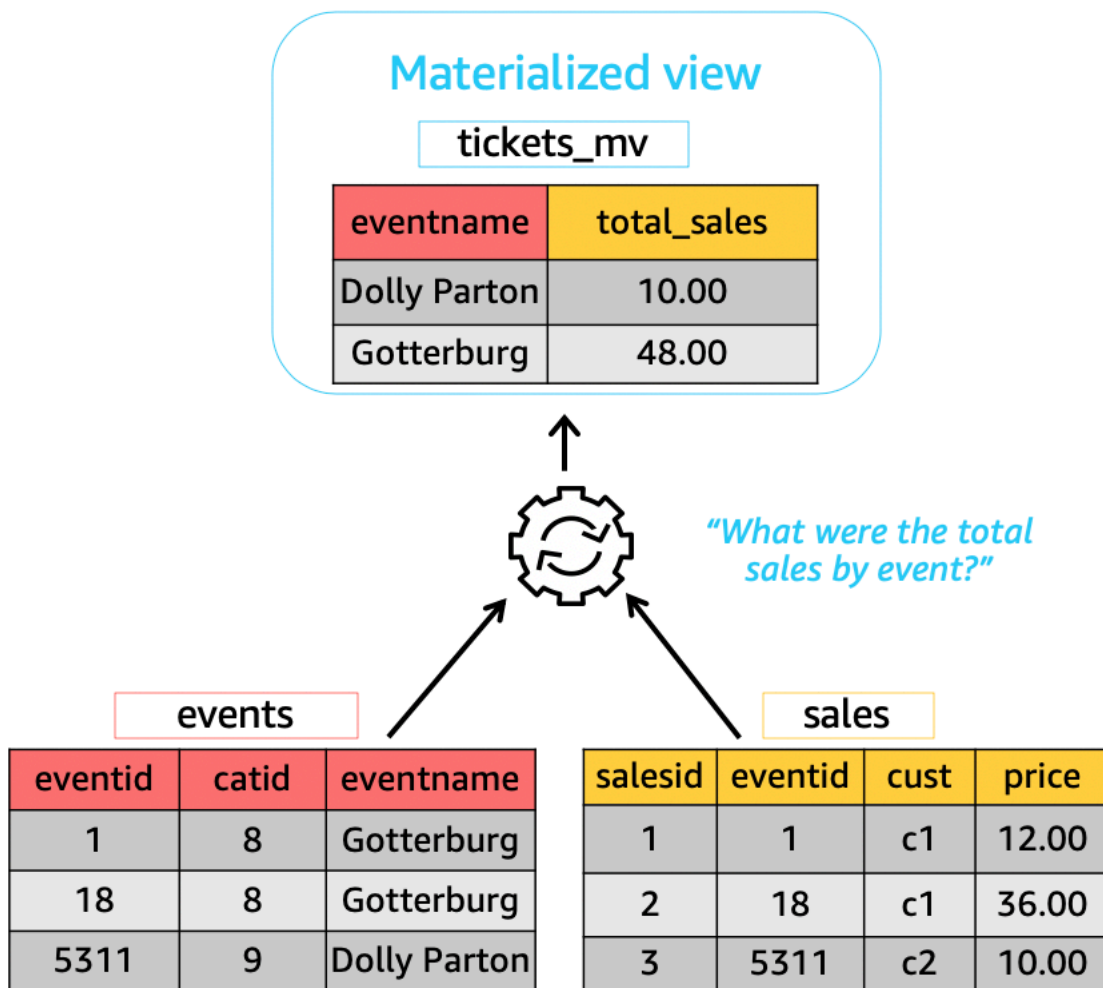 Materialized view
tickets_mv
eventname total_sales
Dolly Parton 10.00
Gotterburg 48.00
“What were the total
sales by event?”
events
eventid catid eventname
1 8 Gotterburg
18 8 Gotterburg
5311 9 Dolly Parton
sales
salesid eventid cust price
1 1 c1 12.00
2 18 c1 36.00
3 5311 c2 10.00